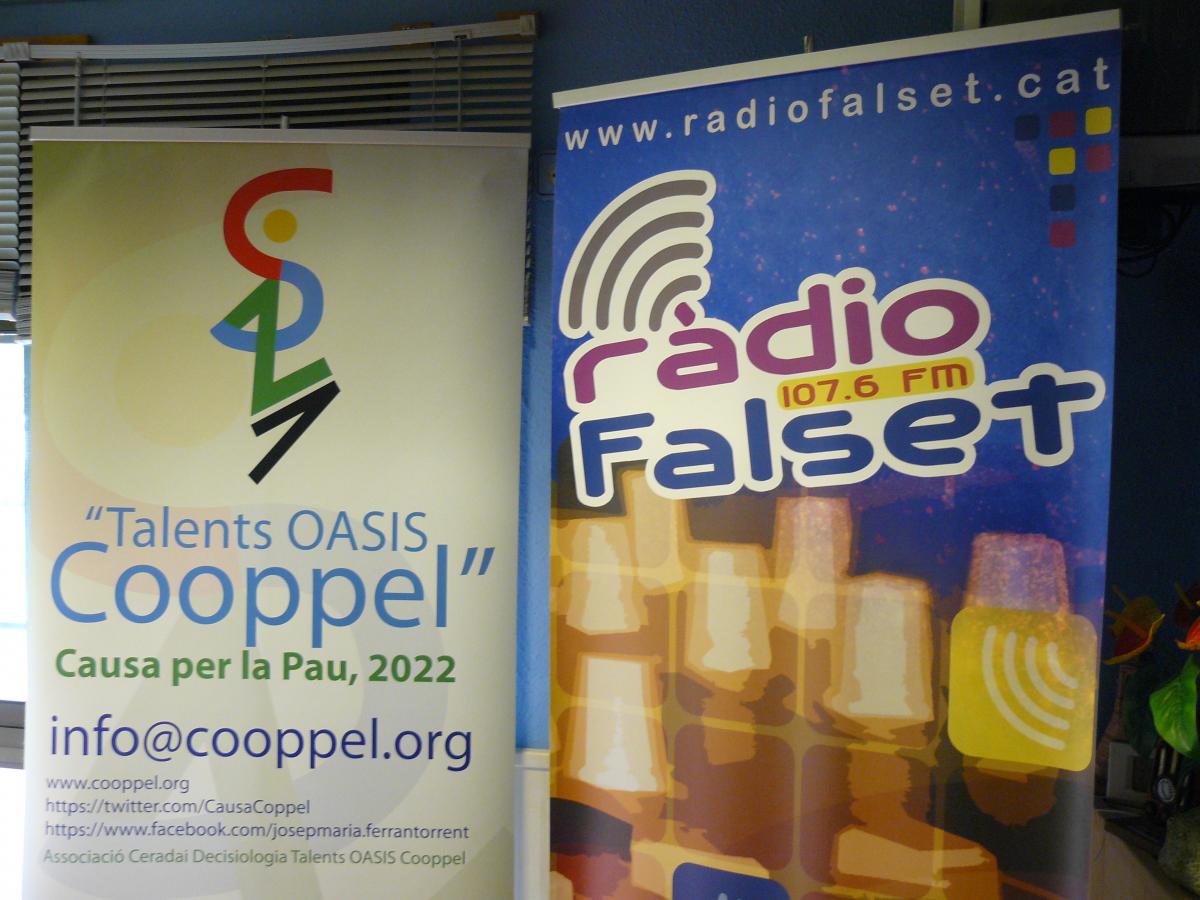 "Talents OASIS
Cooppel"
Causa per la Pau, 2022
info@cooppel.org
www.cooppel.org
https://twitter.com/CausaCoppel
https://www.facebook.com/josepmaria.ferrantorrent
Associació Ceradai Decisiologia Talents OASIS Cooppel
www.radiofalset.cat
ràdio
107.6 FM
Falset